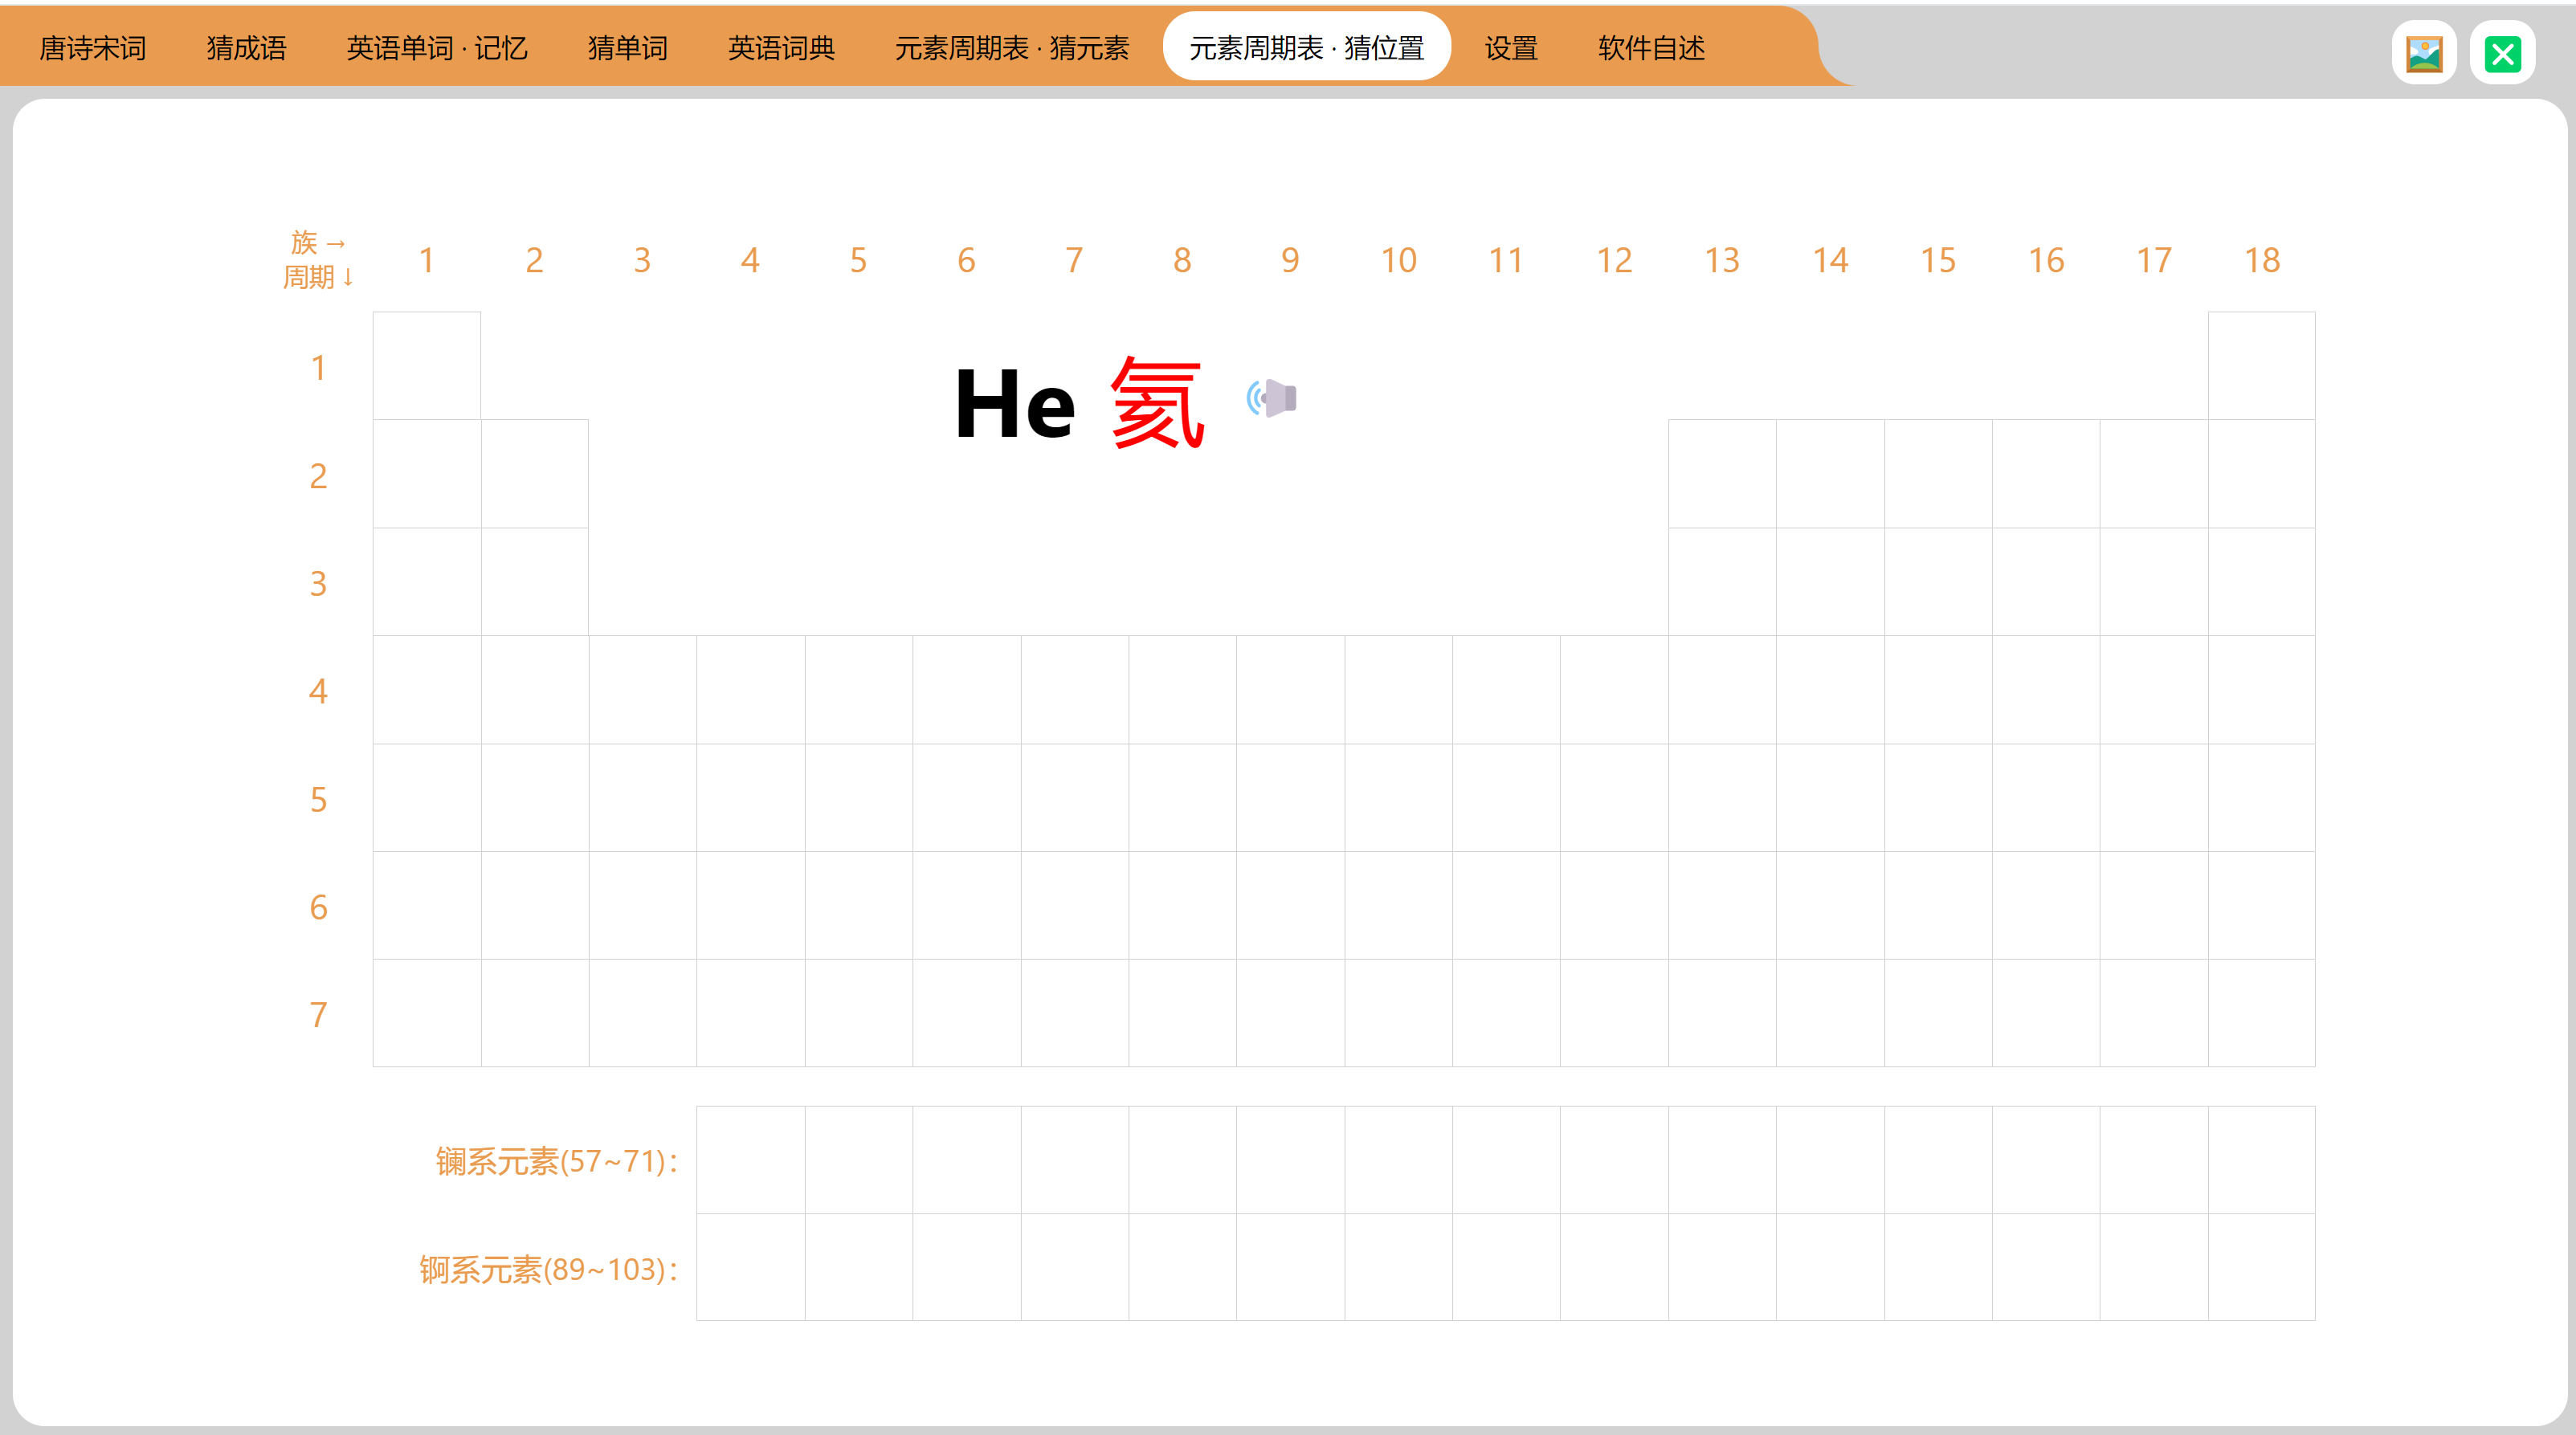 唐诗宋词 猜成语 英语单词 · 记忆 猜单词 英语词典 元素周期表 · 猜元素 元素周期表 · 猜位置 设置 软件自述
族 →
周期 ↓ 1 2 3 4 5 6 7 8 9 10 11 12 13 14 15 16 17 18
1
He 氦
2
3
4
5
6
7
镧系元素(57~71)：
锕系元素(89~103)：